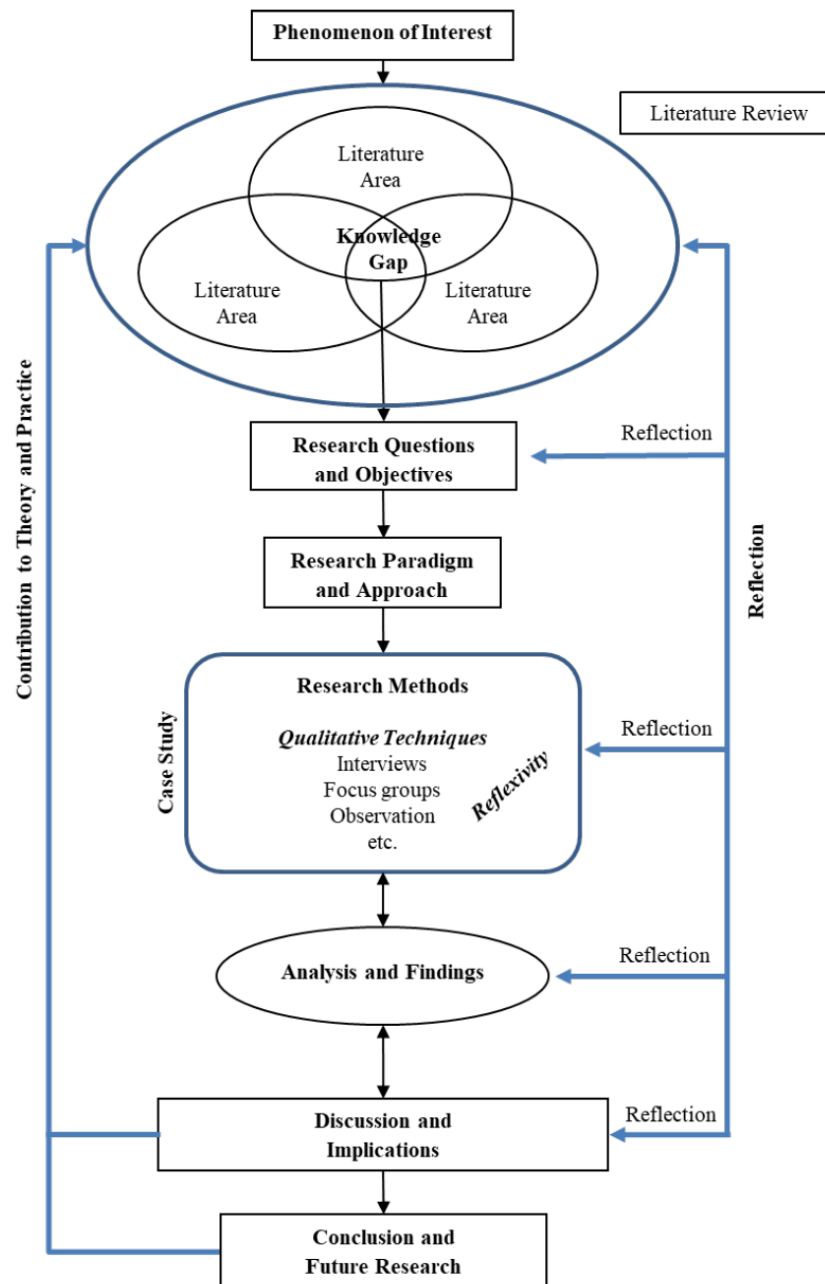 Phenomenon of Interest
Literature Review
Literature
Area
Knowledge
Gap
Literature
Area
Literature
Area
Research Questions
and Objectives
Reflection
Research Paradigm
and Approach
Contribution to Theory and Practice
Reflection
Case Study
Research Methods
Qualitative Techniques
Interviews
Focus groups
Observation
etc.
Reflexivity
Reflection
Analysis and Findings
Reflection
Discussion and
Implications
Reflection
Conclusion and
Future Research